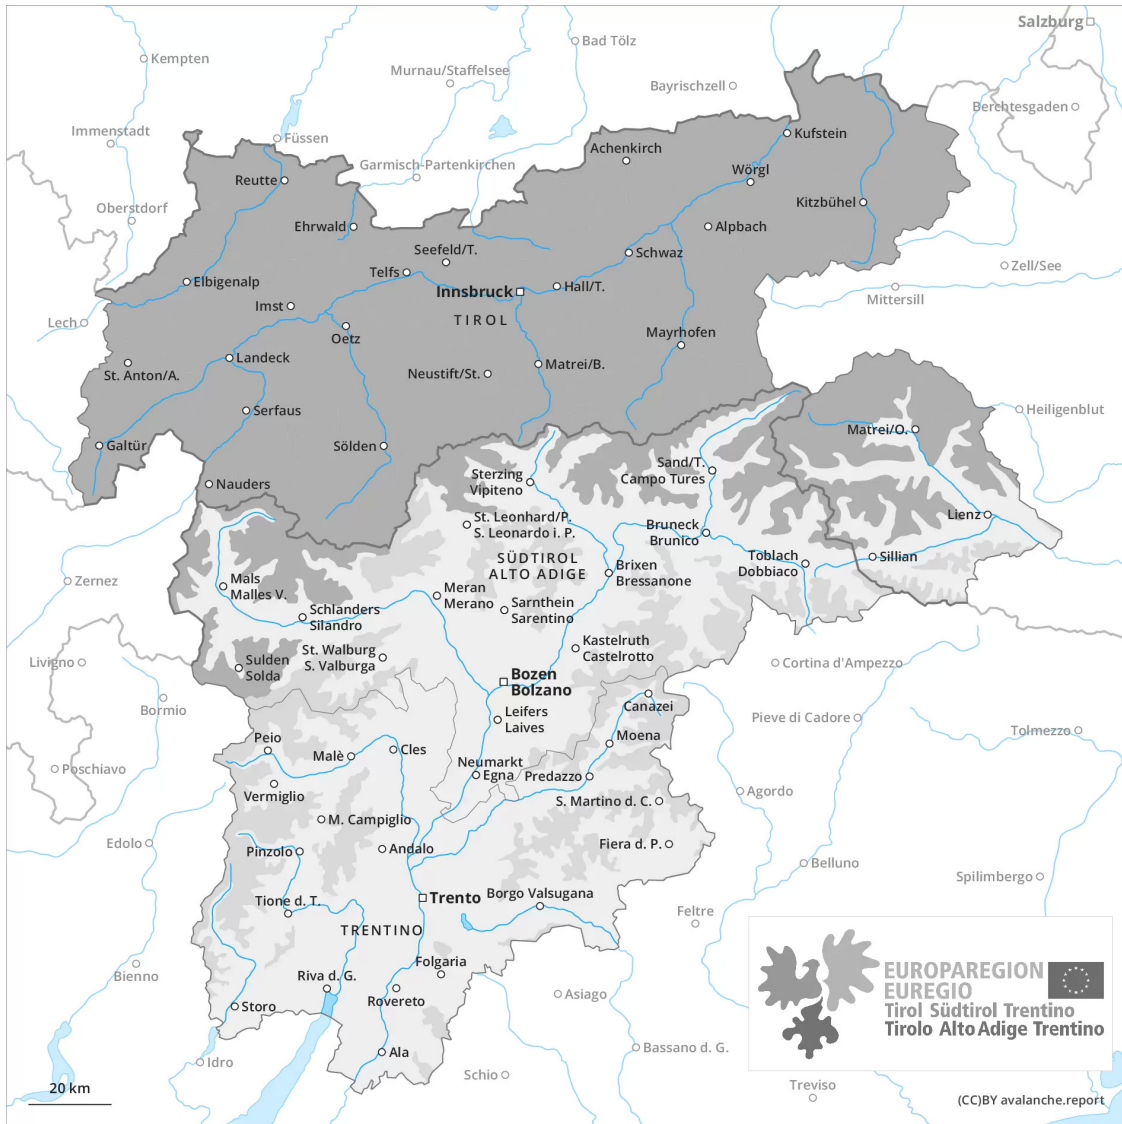 Salzburg
Bad Tölz
Kempten
Murnau/Staffelsee
Bayrischzell
Berchtesgaden
Immenstadt
Füssen
Kufstein
Achenkirch
Garmisch-Partenkirchen
Wörgl
Reutte
Oberstdorf
Kitzbühel
Ehrwald
Alpbach
Seefeld/T.
Schwaz
Zell/See
Telfs
Elbigenalp
Hall/T.
Innsbruck
Mittersill
Imst
TIROL
Lech
Oetz
Mayrhofen
Landeck
Matrei/B.
St. Anton/A.
Neustift/St.
Serfaus
Heiligenblut
Matrei/O.
Galtür
Sölden
Sand/T.
Campo Tures
Sterzing
Vipiteno
Nauders
Lienz
St. Leonhard/P.
S. Leonardo i. P.
Bruneck
Brunico
SÜDTIROL
ALTO ADIGE
Toblach
Dobbiaco
Sillian
Brixen
Bressanone
Zernez
Mals
Malles V.
Meran
Merano
Sarnthein
Sarentino
Schlanders
Silandro
Kastelruth
Castelrotto
St. Walburg
S. Valburga
Livigno
Sulden
Solda
Cortina d'Ampezzo
Bozen
Bolzano
Bormio
Canazei
Leifers
Laives
Pieve di Cadore
Tolmezzo
Peio
Moena
Malè
Cles
Neumarkt
Egna
Predazzo
Poschiavo
Vermiglio
Agordo
S. Martino d. C.
M. Campiglio
Edolo
Pinzolo
Andalo
Fiera d. P.
Belluno
Spilimbergo
Tione d. T.
Trento
Borgo Valsugana
Feltre
TRENTINO
Folgaria
Bienno
Riva d. G.
Rovereto
Asiago
Storo
EUROPAREGION
EUREGIO
Tirol Südtirol Trentino
Tirolo Alto Adige Trentino
Ala
Bassano d. G.
Idro
Schio
Treviso
20 km
(CC)BY avalanche.report